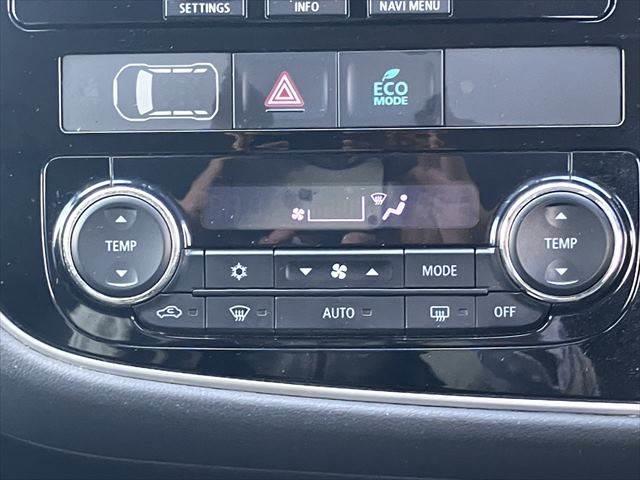 SETTINGS INFO NAVI MENU
ECO
MODE
TEMP TEMP
MODE
AUTO OFF